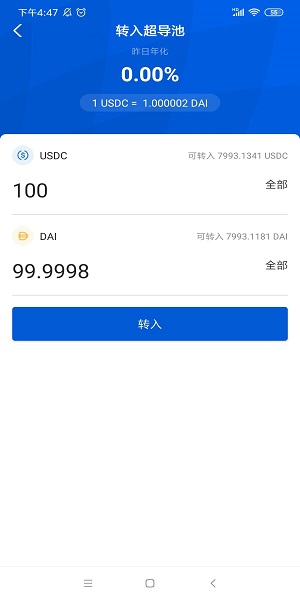 下午4:47
56
转入超导池
昨日年化
0.00%
1 USDC = 1.000002 DAI
USDC
可转入 7993.1341 USDC
100
全部
DAI
可转入 7993.1181 DAI
99.9998
全部
转入